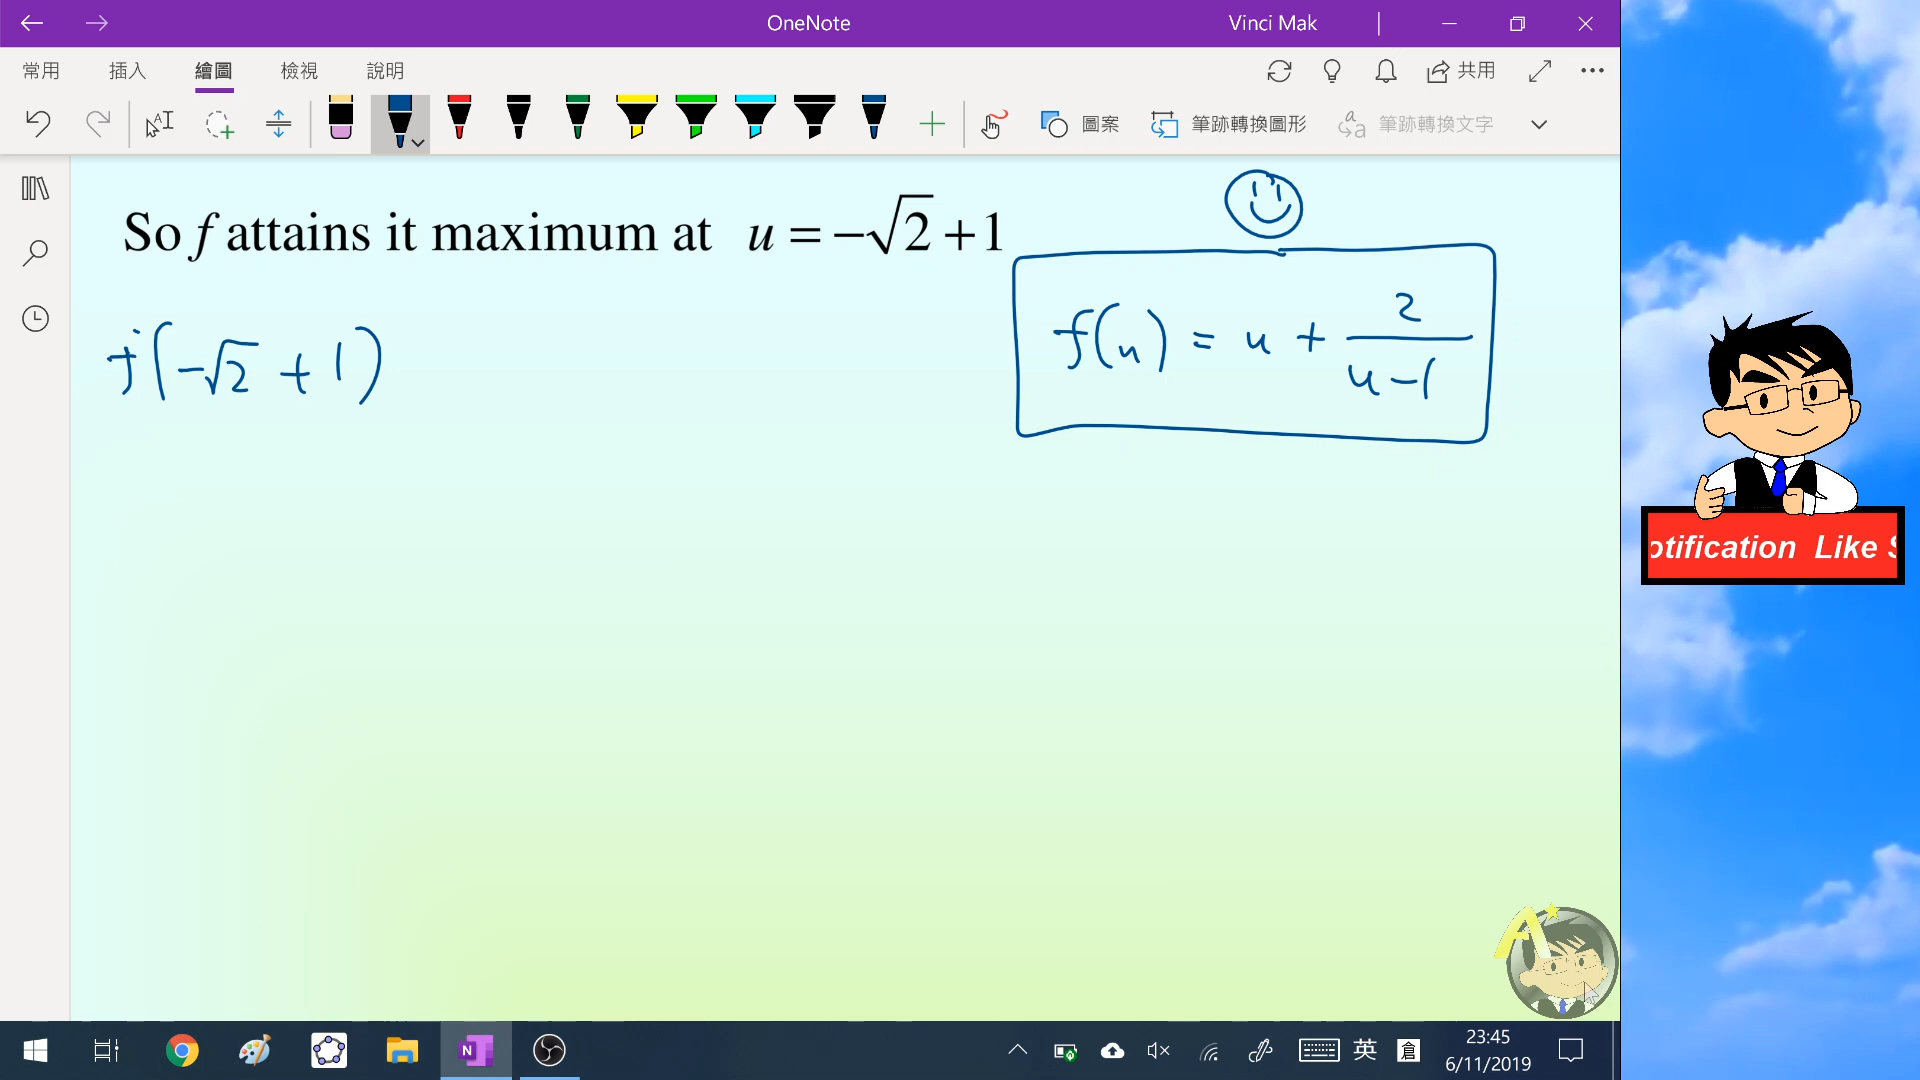 OneNote
Vinci Mak
常用 插入 繪圖 檢視 說明
共用
圖案
筆跡轉換圖形
筆跡轉換文字
So f attains it maximum at u = −√2 + 1
f(−√2 + 1)
f(u) = u + 2/(u−1)
otification Like S
A
英 倉
23:45
6/11/2019